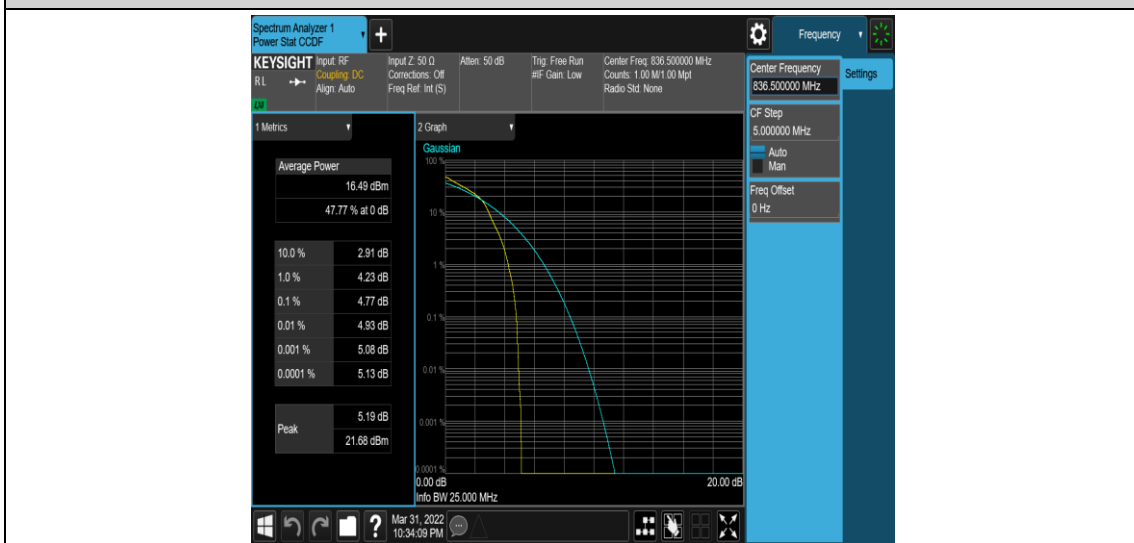 Spectrum Analyzer 1
Power Stat CCDF
+
Frequency
KEYSIGHT
RL
LXI
Input: RF
Coupling: DC
Align: Auto
Input Z: 50 Ω
Corrections: Off
Freq Ref: Int (S)
Atten: 50 dB
Trig: Free Run
#IF Gain: Low
Center Freq: 836.500000 MHz
Counts: 1.00 M/1.00 Mpt
Radio Std: None
Center Frequency
836.500000 MHz
Settings
CF Step
5.000000 MHz
Auto
Man
Freq Offset
0 Hz
1 Metrics
Average Power
16.49 dBm
47.77 % at 0 dB
10.0 % 2.91 dB
1.0 % 4.23 dB
0.1 % 4.77 dB
0.01 % 4.93 dB
0.001 % 5.08 dB
0.0001 % 5.13 dB
Peak
5.19 dB
21.68 dBm
2 Graph
Gaussian
100 %
10 %
1 %
0.1 %
0.01 %
0.001 %
0.0001 %
0.00 dB 20.00 dB
Info BW 25.000 MHz
?
Mar 31, 2022
10:34:09 PM